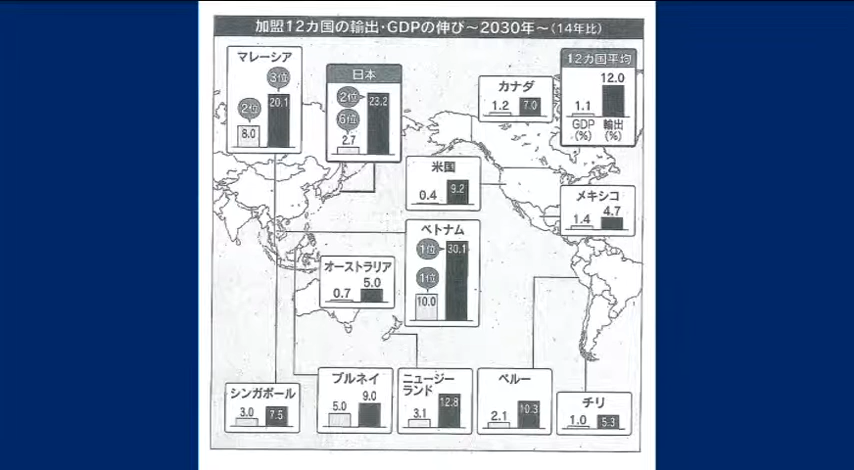 加盟12カ国の輸出・GDPの伸び～2030年～(14年比)
マレーシア
3位
2位
20.1
8.0
日本
2位
23.2
6位
2.7
カナダ
1.2
7.0
12カ国平均
12.0
1.1
GDP 輸出
(%) (%)
米国
0.4
9.2
メキシコ
1.4
4.7
ベトナム
1位
30.1
1位
10.0
オーストラリア
0.7
5.0
シンガポール
3.0
7.5
ブルネイ
5.0
9.0
ニュージー
ランド
3.1
12.8
ペルー
2.1
10.3
チリ
1.0
5.3